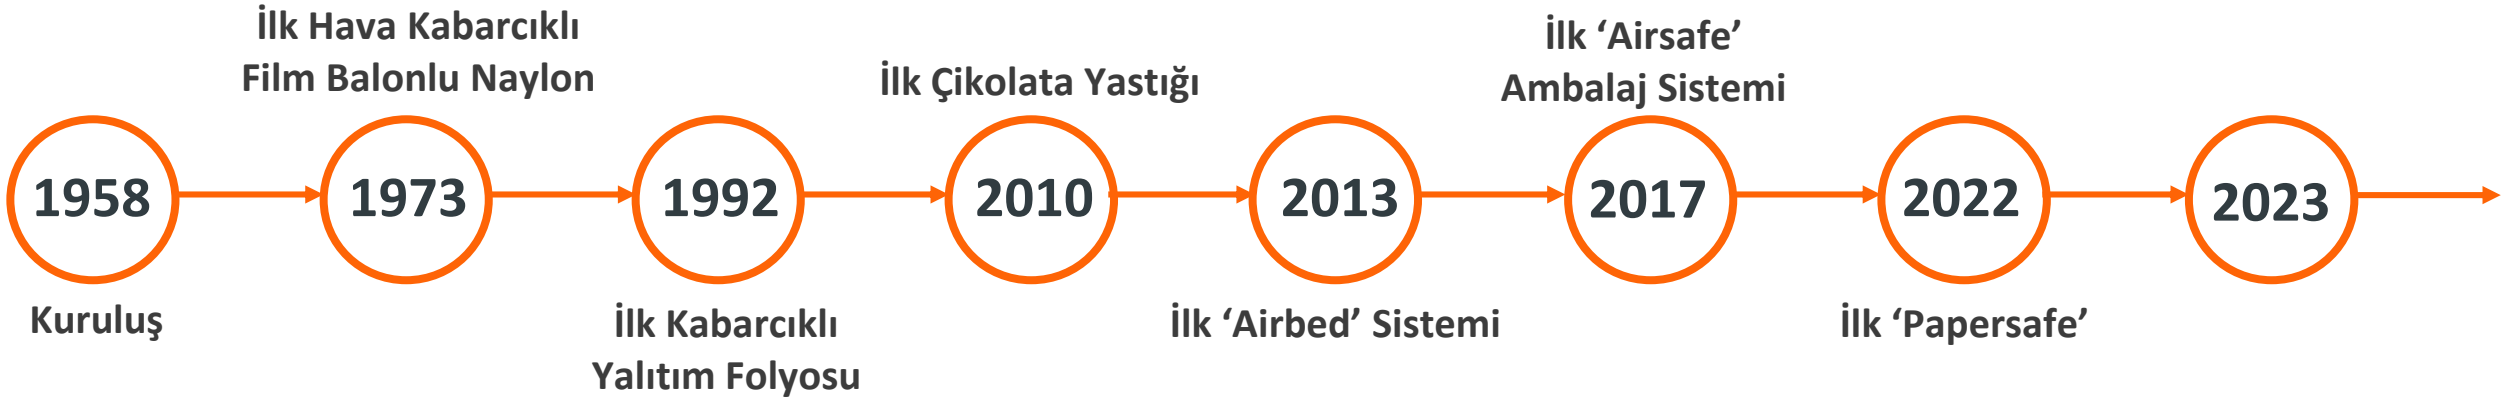 1958
Kuruluş
İlk Hava Kabarcıklı
Film Balonlu Naylon
1973
1992
İlk Kabarcıklı
Yalıtım Folyosu
İlk Çikolata Yastığı
2010
2013
İlk ‘Airbed’ Sistemi
İlk ‘Airsafe’
Ambalaj Sistemi
2017
2022
İlk ‘Papersafe’
2023